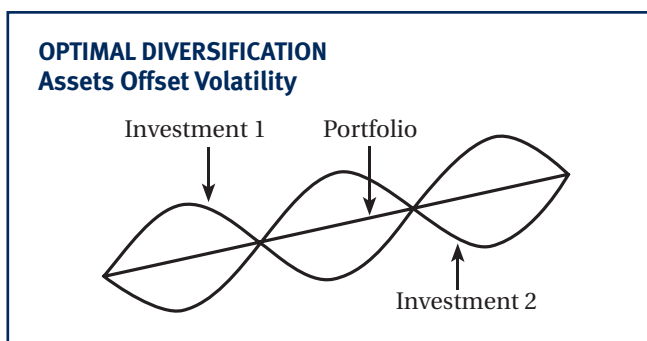 OPTIMAL DIVERSIFICATION
Assets Offset Volatility
Investment 1
Portfolio
Investment 2